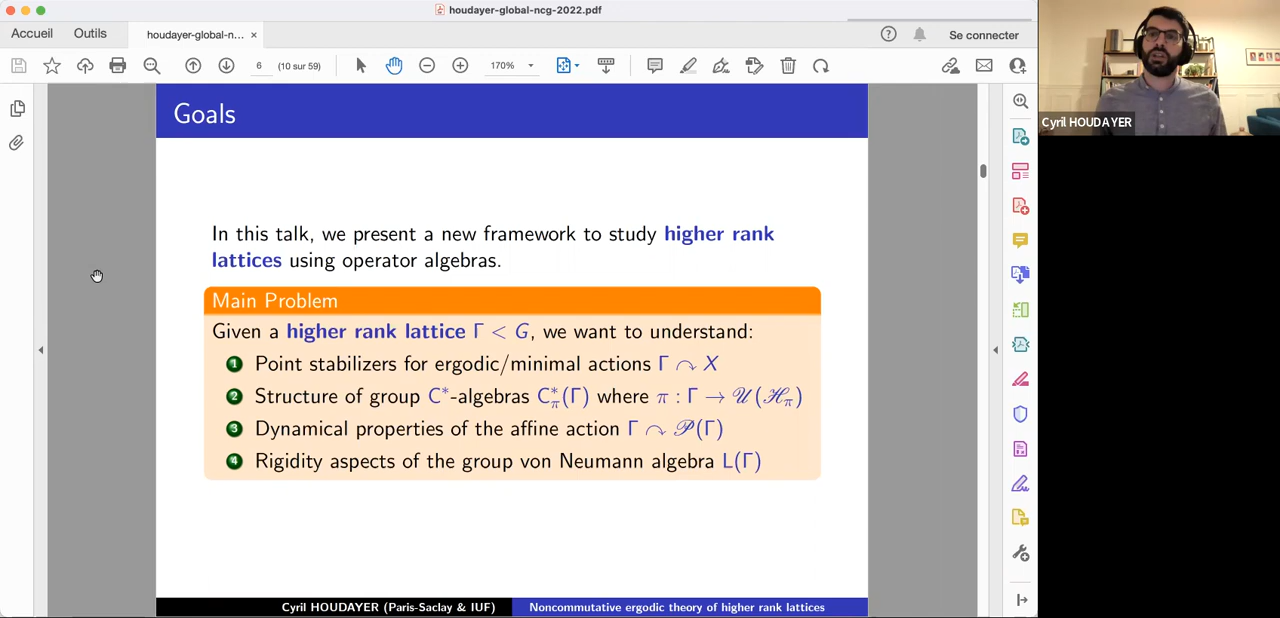 houdayer-global-ncg-2022.pdf
Accueil Outils houdayer-global-n... × Se connecter
6 (10 sur 59) 170%
Goals
In this talk, we present a new framework to study higher rank
lattices using operator algebras.
Main Problem
Given a higher rank lattice Γ < G, we want to understand:
1 Point stabilizers for ergodic/minimal actions Γ ↷ X
2 Structure of group C*-algebras C*π(Γ) where π : Γ → 𝒰(ℋπ)
3 Dynamical properties of the affine action Γ ↷ 𝒫(Γ)
4 Rigidity aspects of the group von Neumann algebra L(Γ)
Cyril HOUDAYER (Paris-Saclay & IUF) Noncommutative ergodic theory of higher rank lattices
Cyril HOUDAYER